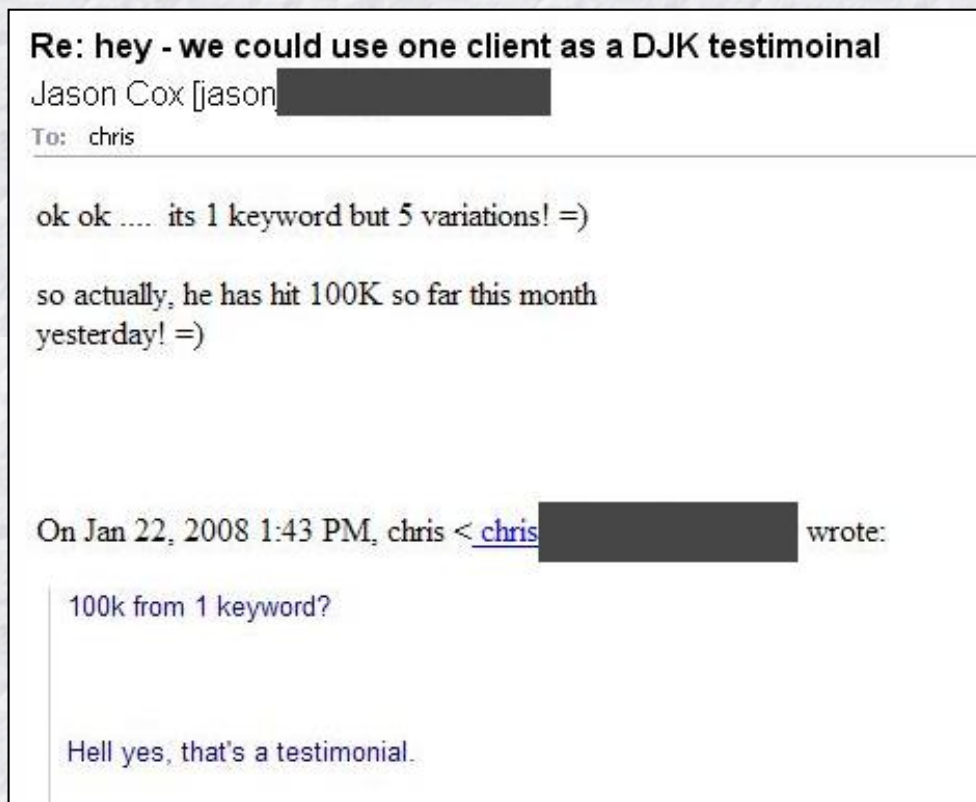 Re: hey - we could use one client as a DJK testimoinal
Jason Cox [jason
To: chris
ok ok .... its 1 keyword but 5 variations! =)
so actually, he has hit 100K so far this month
yesterday! =)
On Jan 22, 2008 1:43 PM, chris < chris wrote:
100k from 1 keyword?
Hell yes, that's a testimonial.